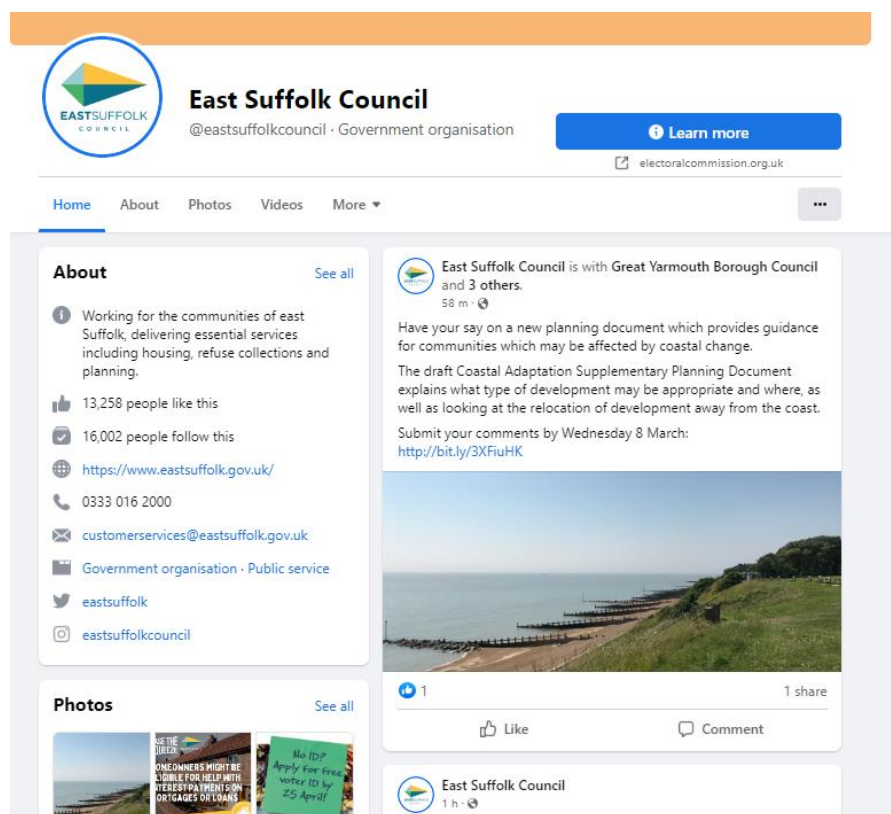 EASTSUFFOLK
COUNCIL
East Suffolk Council
@eastsuffolkcouncil · Government organisation
Learn more
electoralcommission.org.uk
Home About Photos Videos More
About
See all
Working for the communities of east
Suffolk, delivering essential services
including housing, refuse collections and
planning.
13,258 people like this
16,002 people follow this
https://www.eastsuffolk.gov.uk/
0333 016 2000
customerservices@eastsuffolk.gov.uk
Government organisation · Public service
eastsuffolk
eastsuffolkcouncil
Photos
See all
HOMEOWNERS MIGHT BE
ELIGIBLE FOR HELP WITH
INTEREST PAYMENTS ON
MORTGAGES OR LOANS
No ID?
Apply for free
voter ID by
25 April!
East Suffolk Council is with Great Yarmouth Borough Council
and 3 others.
58 m
Have your say on a new planning document which provides guidance
for communities which may be affected by coastal change.
The draft Coastal Adaptation Supplementary Planning Document
explains what type of development may be appropriate and where, as
well as looking at the relocation of development away from the coast.
Submit your comments by Wednesday 8 March:
http://bit.ly/3XFiuHK
1
1 share
Like
Comment
East Suffolk Council
1 h